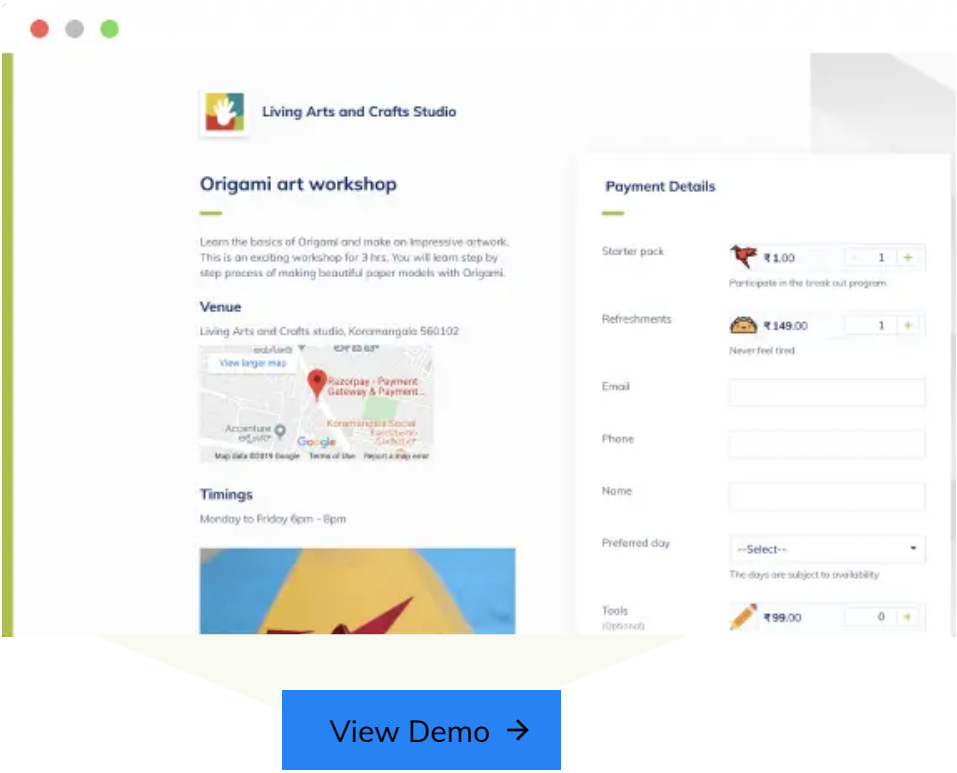 Living Arts and Crafts Studio
Origami art workshop
Learn the basics of Origami and make an impressive artwork.
This is an exciting workshop for 3 hrs. You will learn step by
step process of making beautiful paper models with Origami.
Venue
Living Arts and Crafts studio, Koramangala 560102
View larger map
Razorpay - Payment
Gateway & Payment...
Koramangala Social
Accenture
Google
Map data ©2019 Google Terms of Use Report a map error
Timings
Monday to Friday 6pm - 8pm
Payment Details
Starter pack
₹ 1.00
1 +
Participate in the break out program
Refreshments
₹ 149.00
1 +
Never feel tired
Email
Phone
Name
Preferred day
--Select--
The days are subject to availability
Tools
(Optional)
₹ 99.00
0 +
View Demo →